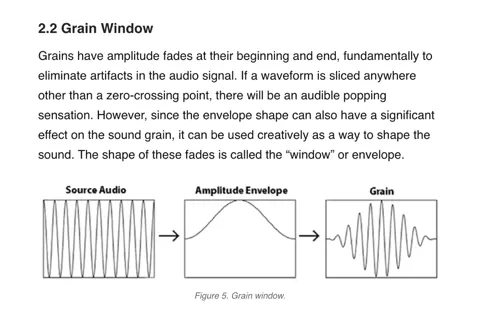 2.2 Grain Window
Grains have amplitude fades at their beginning and end, fundamentally to
eliminate artifacts in the audio signal. If a waveform is sliced anywhere
other than a zero-crossing point, there will be an audible popping
sensation. However, since the envelope shape can also have a significant
effect on the sound grain, it can be used creatively as a way to shape the
sound. The shape of these fades is called the “window” or envelope.
Source Audio
Amplitude Envelope
Grain
Figure 5. Grain window.